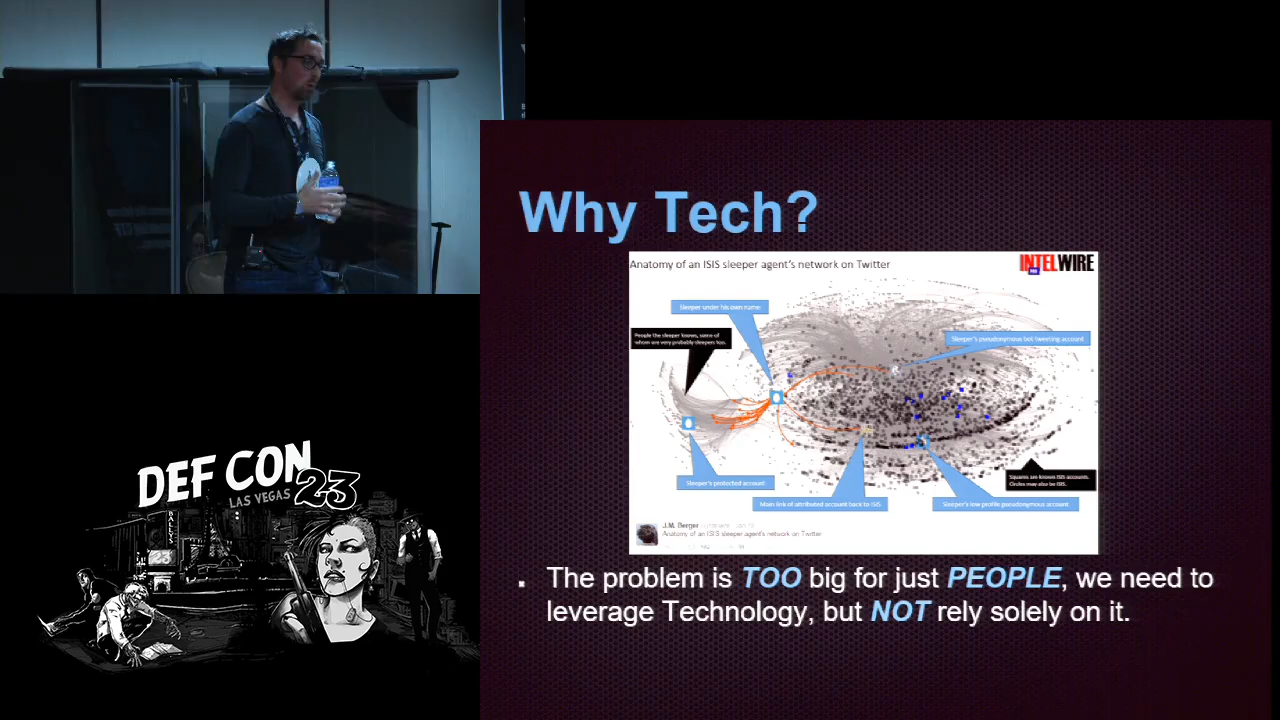 Why Tech?
Anatomy of an ISIS sleeper agent's network on Twitter
INTELWIRE
Sleeper under his own name
People the sleeper knows, some of
whom are very probably sleepers too.
Sleeper's pseudonymous bot tweeting account
Sleeper's protected account
Main link of attributed account back to ISIS
Sleeper's low profile pseudonymous account
Squares are known ISIS accounts.
Circles may also be ISIS.
J.M. Berger
Anatomy of an ISIS sleeper agent's network on Twitter
. The problem is TOO big for just PEOPLE, we need to
leverage Technology, but NOT rely solely on it.
DEF CON 23
LAS VEGAS
BALLYS